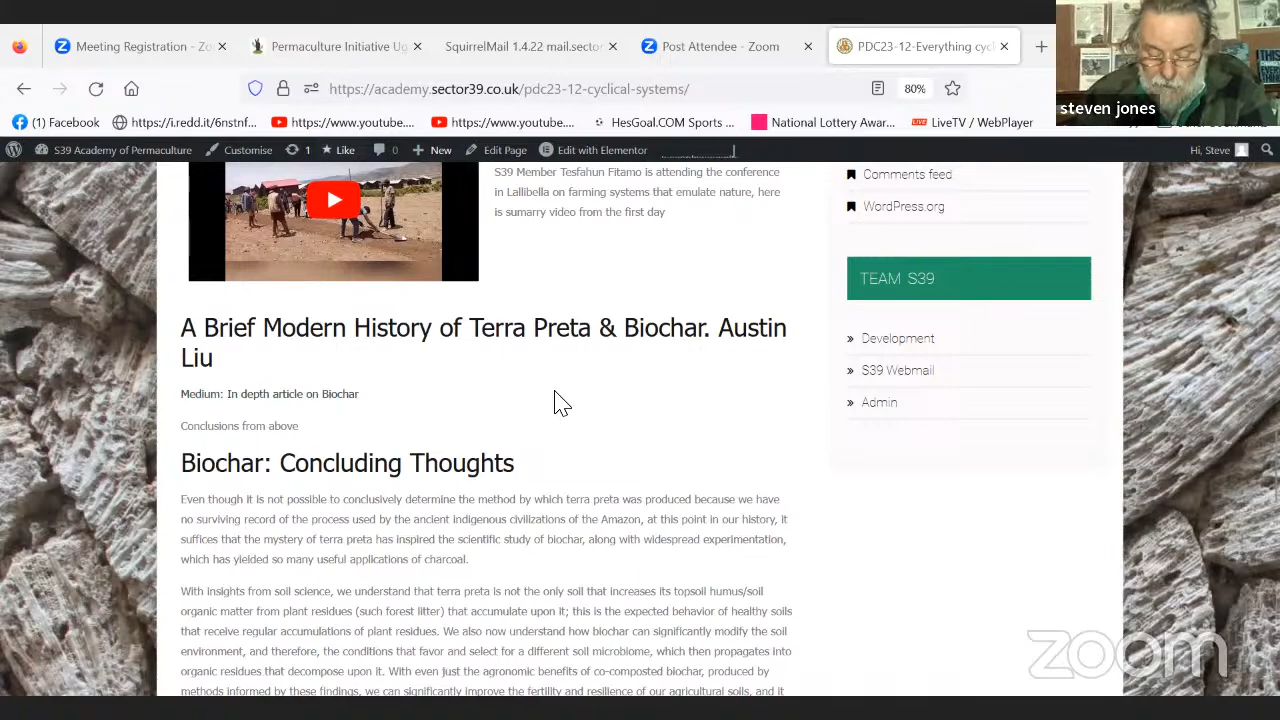 Meeting Registration - Zo
Permaculture Initiative Ug
SquirrelMail 1.4.22 mail.sector
Post Attendee - Zoom
PDC23-12-Everything cycl
https://academy.sector39.co.uk/pdc23-12-cyclical-systems/
80%
steven jones
(1) Facebook
https://i.redd.it/6nstnf...
https://www.youtube....
https://www.youtube....
HesGoal.COM Sports ...
National Lottery Awar...
LIVE
LiveTV / WebPlayer
S39 Academy of Permaculture
Customise
1
Like
0
New
Edit Page
Edit with Elementor
Hi, Steve
S39 Member Tesfahun Fitamo is attending the conference
in Lallibella on farming systems that emulate nature, here
is sumarry video from the first day
A Brief Modern History of Terra Preta & Biochar. Austin
Liu
Medium: In depth article on Biochar
Conclusions from above
Biochar: Concluding Thoughts
Even though it is not possible to conclusively determine the method by which terra preta was produced because we have
no surviving record of the process used by the ancient indigenous civilizations of the Amazon, at this point in our history, it
suffices that the mystery of terra preta has inspired the scientific study of biochar, along with widespread experimentation,
which has yielded so many useful applications of charcoal.
With insights from soil science, we understand that terra preta is not the only soil that increases its topsoil humus/soil
organic matter from plant residues (such forest litter) that accumulate upon it; this is the expected behavior of healthy soils
that receive regular accumulations of plant residues. We also now understand how biochar can significantly modify the soil
environment, and therefore, the conditions that favor and select for a different soil microbiome, which then propagates into
organic residues that decompose upon it. With even just the agronomic benefits of co-composted biochar, produced by
methods informed by these findings, we can significantly improve the fertility and resilience of our agricultural soils, and it
Comments feed
WordPress.org
TEAM S39
Development
S39 Webmail
Admin
zoom